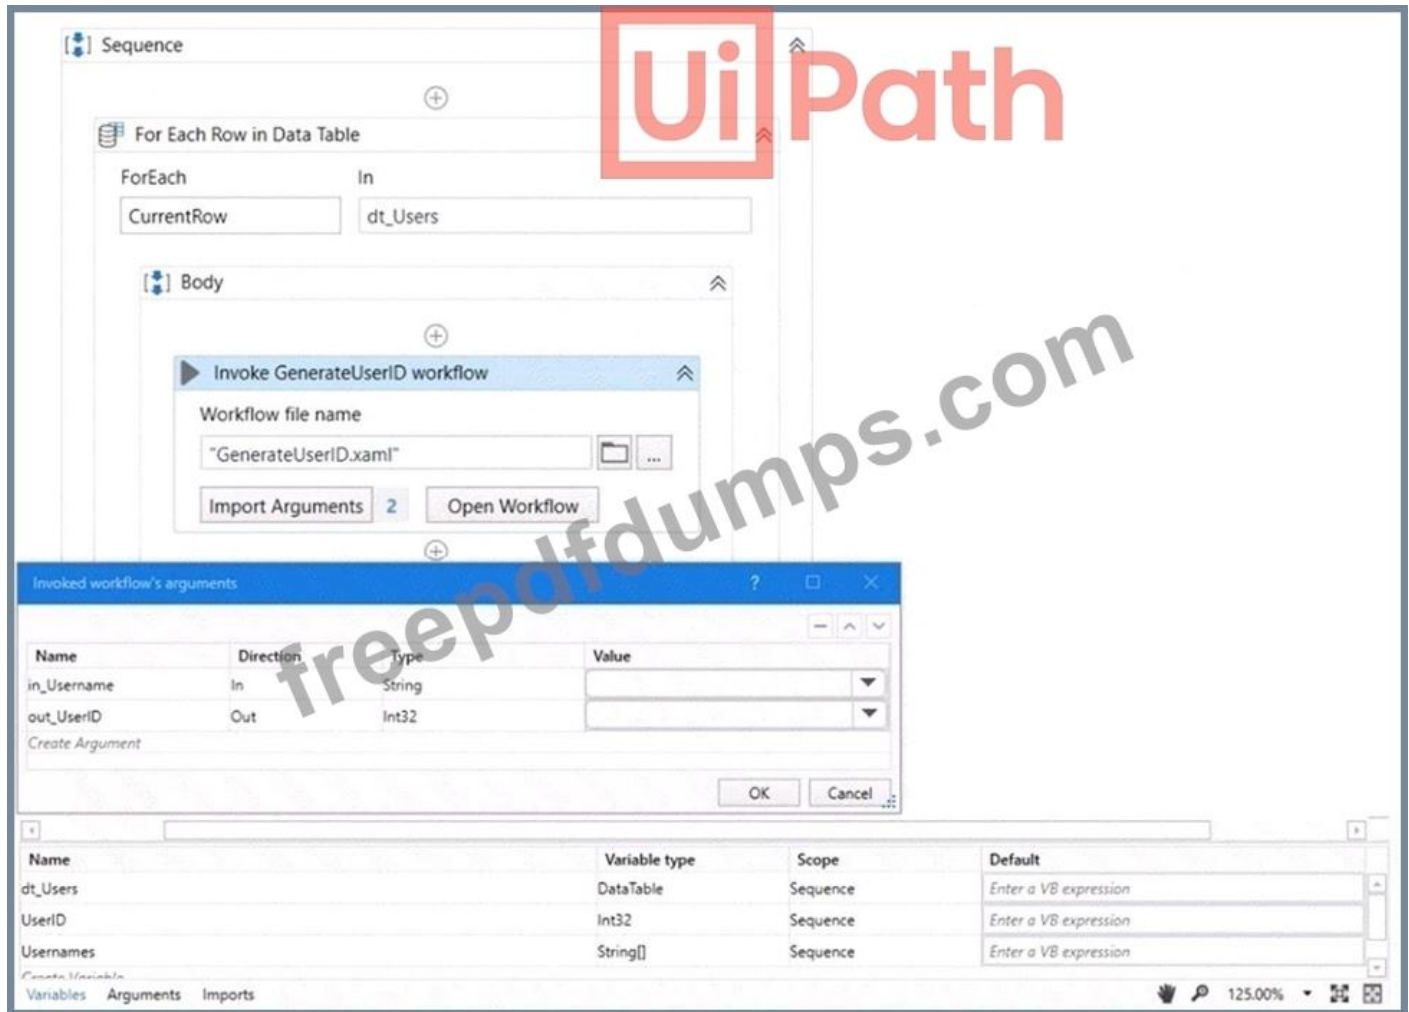 Sequence
UiPath
For Each Row in Data Table
ForEach In
CurrentRow dt_Users
Body
Invoke GenerateUserID workflow
Workflow file name
"GenerateUserID.xaml" ...
Import Arguments 2 Open Workflow
freepdfdumps.com
Invoked workflow's arguments ?
Name Direction Type Value
in_Username In String
out_UserID Out Int32
Create Argument
OK Cancel
Name Variable type Scope Default
dt_Users DataTable Sequence Enter a VB expression
UserID Int32 Sequence Enter a VB expression
Usernames String[] Sequence Enter a VB expression
Create Variable
Variables Arguments Imports 125.00%